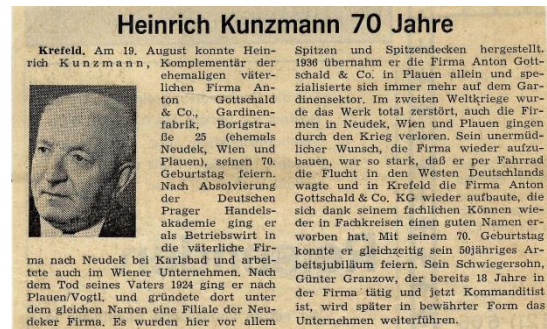 Heinrich Kunzmann 70 Jahre
Krefeld. Am 19. August konnte Hein-
rich Kunzmann, Komplementär der
ehemaligen väter-
lichen Firma An-
ton Gottschald
& Co., Gardinen-
fabrik, Borigstra-
ße 25 (ehemals
Neudek, Wien und
Plauen), seinen 70.
Geburtstag feiern.
Nach Absolvierung
der Deutschen
Prager Handels-
akademie ging er
als Betriebswirt in
die väterliche Fir-
ma nach Neudek bei Karlsbad und arbei-
tete auch im Wiener Unternehmen. Nach
dem Tod seines Vaters 1924 ging er nach
Plauen/Vogtl. und gründete dort unter
dem gleichen Namen eine Filiale der Neu-
deker Firma. Es wurden hier vor allem
Spitzen und Spitzendecken hergestellt.
1936 übernahm er die Firma Anton Gott-
schald & Co. in Plauen allein und spe-
zialisierte sich immer mehr auf den Gar-
dinensektor. Im zweiten Weltkriege wur-
de das Werk total zerstört, auch die Fir-
men in Neudek, Wien und Plauen gingen
durch den Krieg verloren. Sein unermüd-
licher Wunsch, die Firma wieder aufzu-
bauen, war so stark, daß er per Fahrrad
die Flucht in den Westen Deutschlands
wagte und in Krefeld die Firma Anton
Gottschald & Co. KG wieder aufbaute, die
sich dank seinem fachlichen Können wie-
der in Fachkreisen einen guten Namen er-
worben hat. Mit seinem 70. Geburtstag
konnte er gleichzeitig sein 50jähriges Ar-
beitsjubiläum feiern. Sein Schwiegersohn,
Günter Granzow, der bereits 18 Jahre in
der Firma tätig und jetzt Kommanditist
ist, wird später in bewährter Form das
Unternehmen weiterführen.